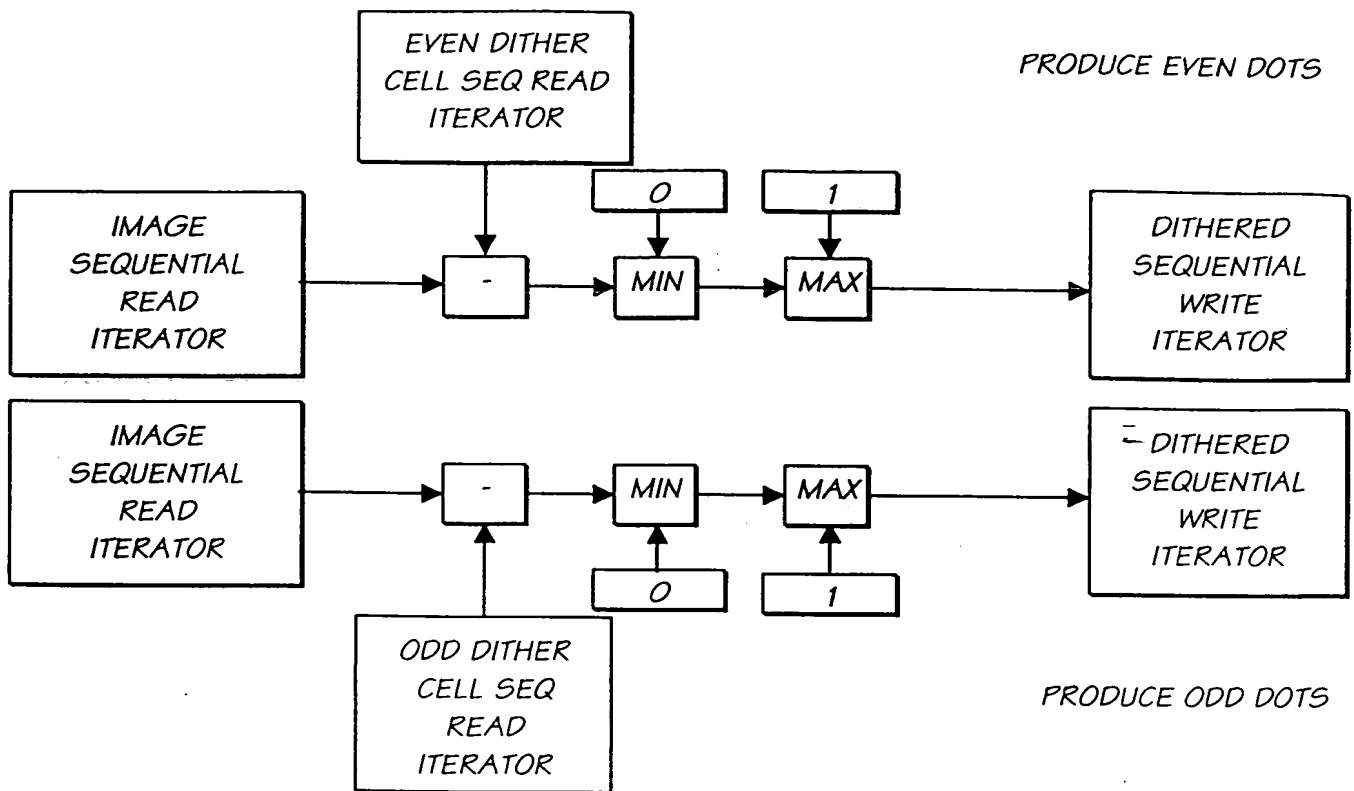 EVEN DITHER
CELL SEQ READ
ITERATOR
PRODUCE EVEN DOTS
0
1
IMAGE
SEQUENTIAL
READ
ITERATOR
-
MIN
MAX
DITHERED
SEQUENTIAL
WRITE
ITERATOR
IMAGE
SEQUENTIAL
READ
ITERATOR
-
MIN
MAX
DITHERED
SEQUENTIAL
WRITE
ITERATOR
0
1
ODD DITHER
CELL SEQ
READ
ITERATOR
PRODUCE ODD DOTS